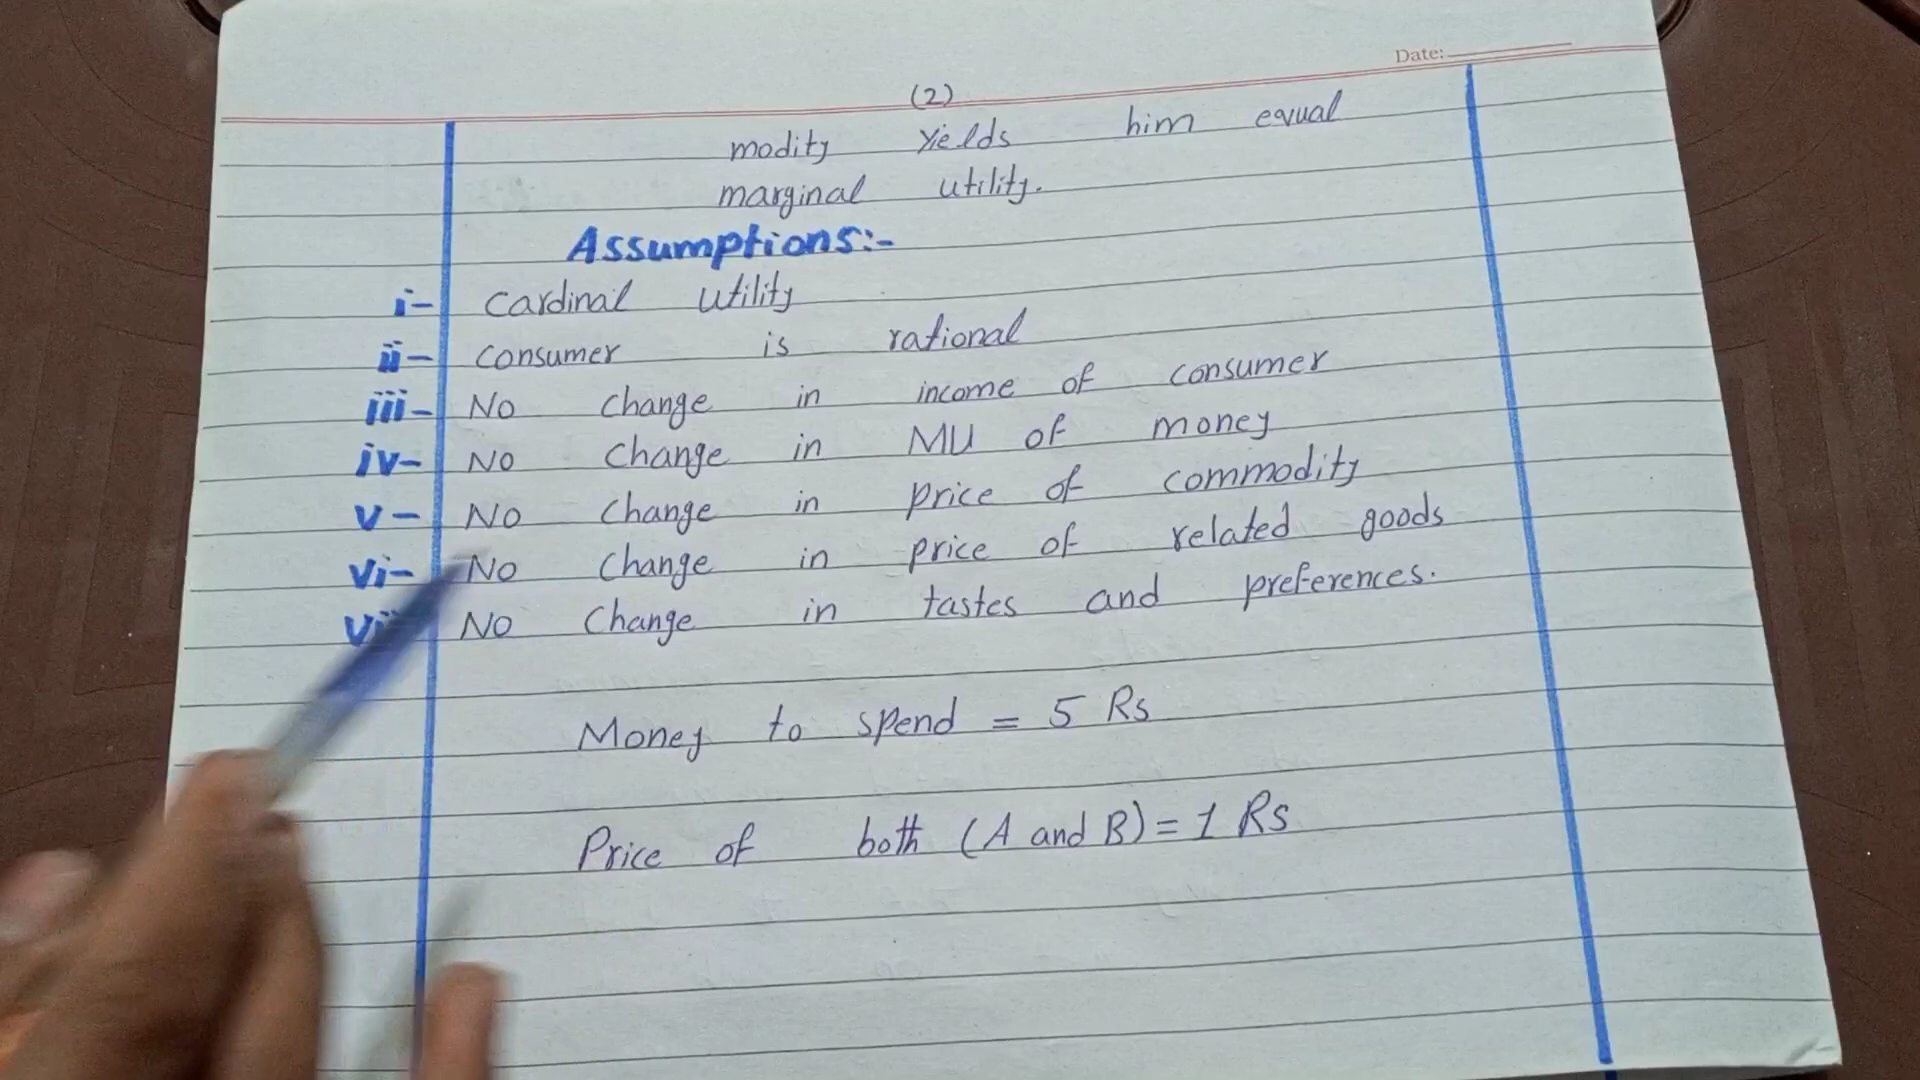 Date:
(2)
modity yields him equal
marginal utility.
Assumptions:-
i- cardinal utility
ii- consumer is rational
iii- No change in income of consumer
iv- No change in MU of money
v- No change in price of commodity
vi- No change in price of related goods
No change in tastes and preferences.
Money to spend = 5 Rs
Price of both (A and B) = 1 Rs